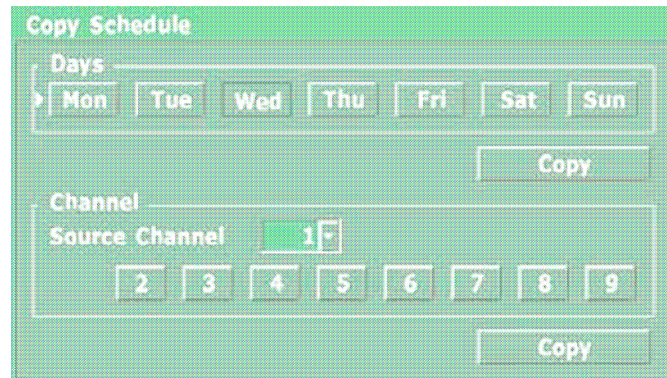 Copy Schedule
Days
Mon Tue Wed Thu Fri Sat Sun
Copy
Channel
Source Channel 1
2 3 4 5 6 7 8 9
Copy